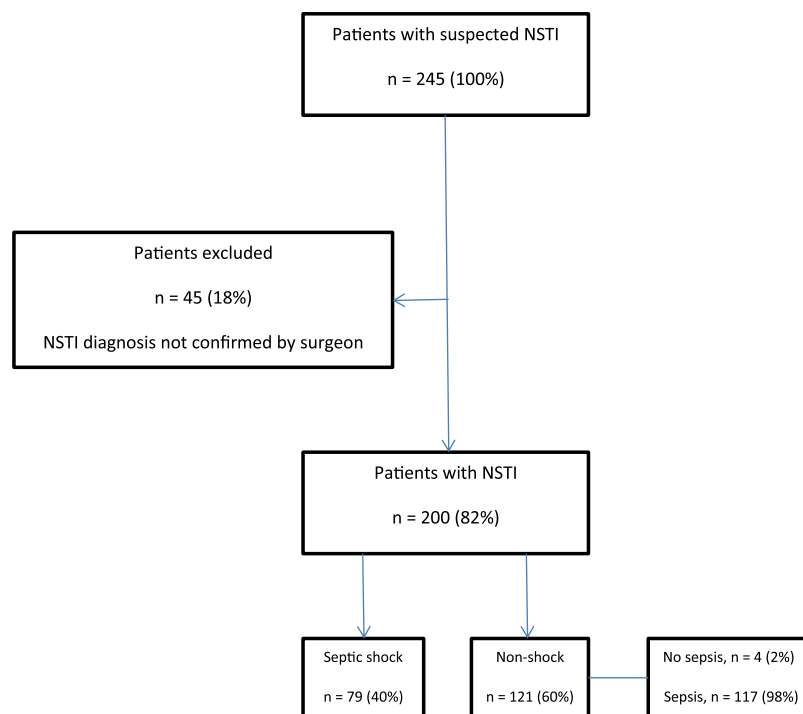 Patients with suspected NSTI
n = 245 (100%)
Patients excluded
n = 45 (18%)
NSTI diagnosis not confirmed by surgeon
Patients with NSTI
n = 200 (82%)
Septic shock
n = 79 (40%)
Non-shock
n = 121 (60%)
No sepsis, n = 4 (2%)
Sepsis, n = 117 (98%)